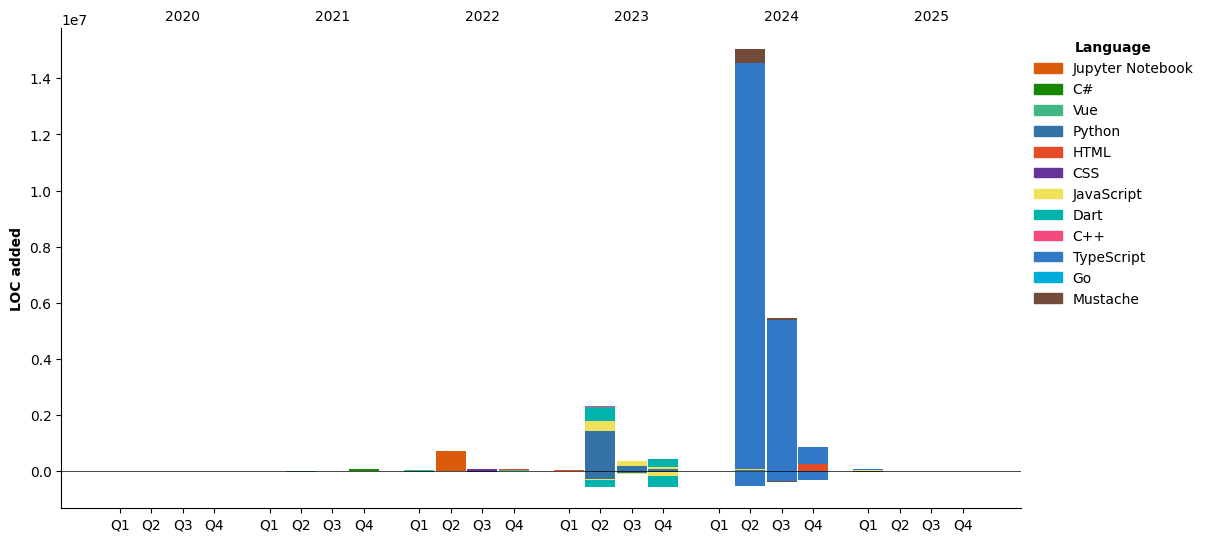 2020 2021 2022 2023 2024 2025
1e7
Language
Jupyter Notebook
C#
Vue
Python
HTML
CSS
JavaScript
Dart
C++
TypeScript
Go
Mustache
LOC added
1.4
1.2
1.0
0.8
0.6
0.4
0.2
0.0
Q1 Q2 Q3 Q4 Q1 Q2 Q3 Q4 Q1 Q2 Q3 Q4 Q1 Q2 Q3 Q4 Q1 Q2 Q3 Q4 Q1 Q2 Q3 Q4